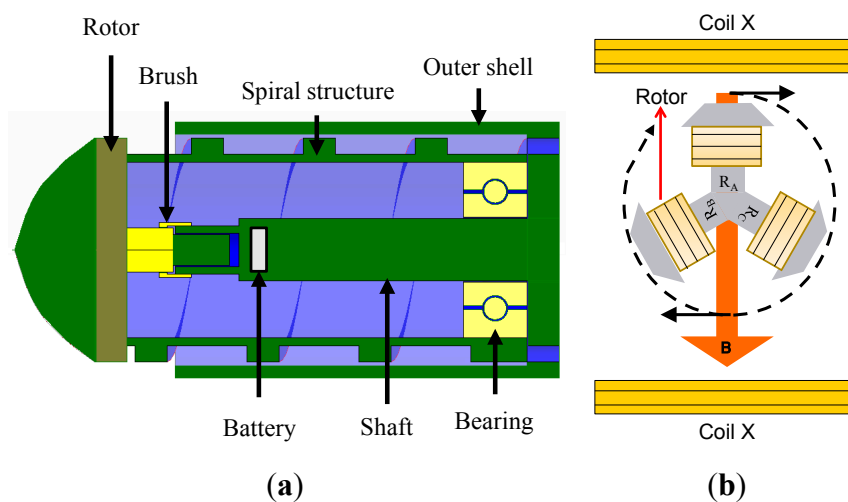 Rotor
Brush
Spiral structure
Outer shell
Battery
Shaft
Bearing
(a)
Coil X
Rotor
R_A
R_B
R_C
B
Coil X
(b)